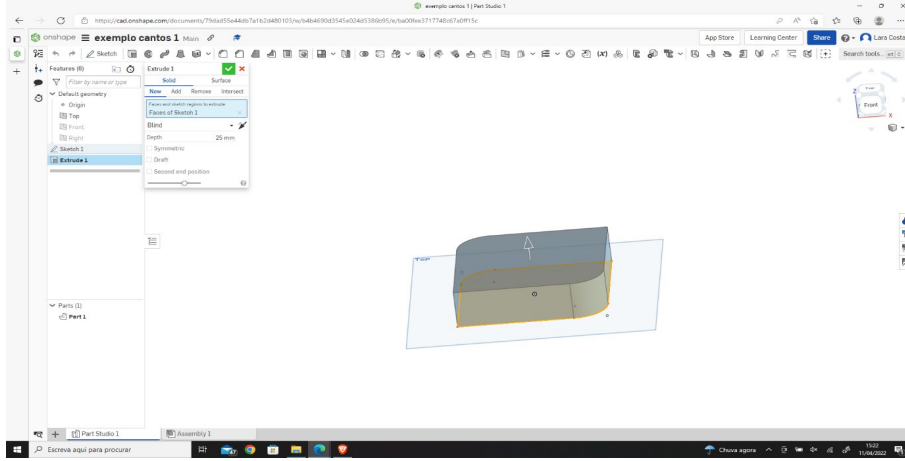 exemplo cantos 1 | Part Studio 1
https://cad.onshape.com/documents/79dad55e44db7a1b2d480103/w/b4b4690d3545e024d5386b95/e/ba00fee3717748c67a0ff15c
onshape exemplo cantos 1 Main
App Store Learning Center Share Lara Costa
Sketch
Search tools...
Features (6)
Filter by name or type
Default geometry
Origin
Top
Front
Right
Sketch 1
Extrude 1
Extrude 1
Solid Surface
New Add Remove Intersect
Faces and sketch regions to extrude
Faces of Sketch 1
Blind
Depth 25 mm
Symmetric
Draft
Second end position
Top
Z
Front
X
Parts (1)
Part 1
Part Studio 1 Assembly 1
Escreva aqui para procurar
Chuva agora
15:22
11/04/2022